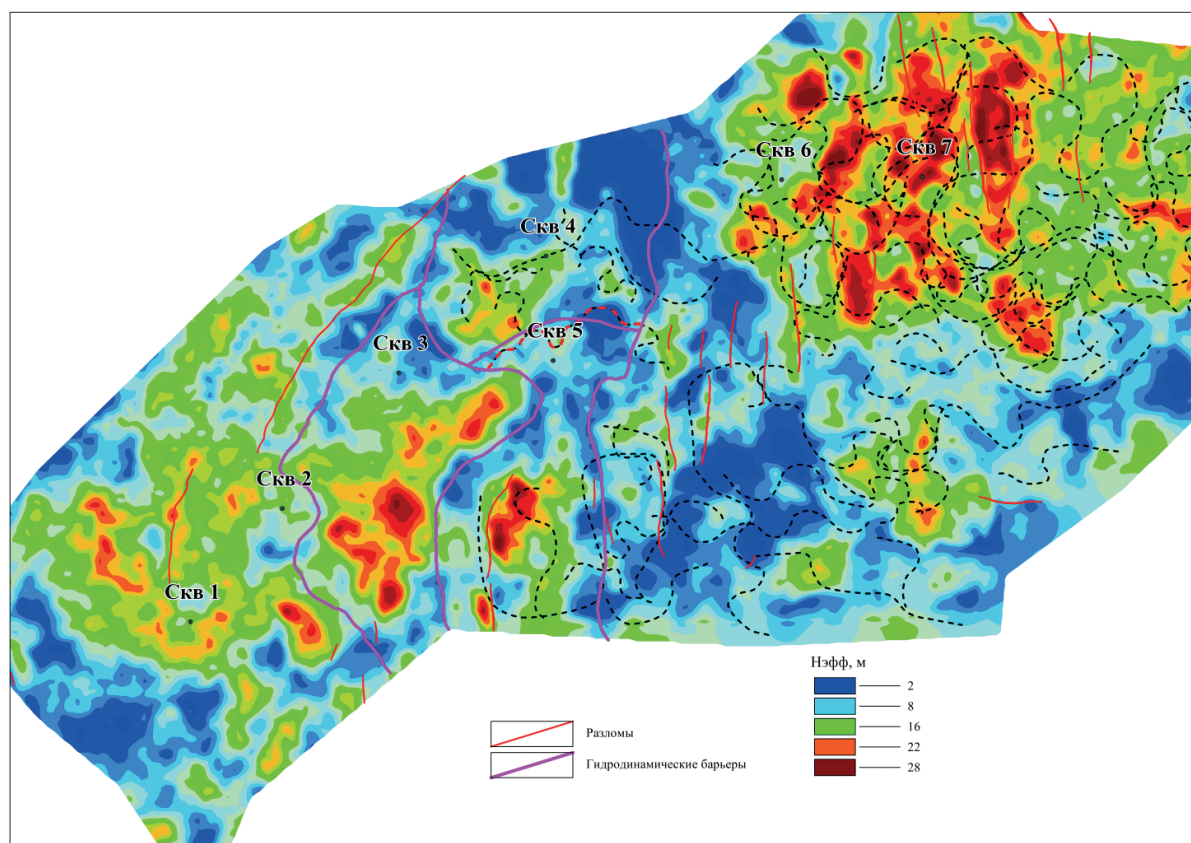 Скв 6
Скв 7
Скв 4
Скв 5
Скв 3
Скв 2
Скв 1
Нэфф, м
2
8
16
22
28
Разломы
Гидродинамические барьеры